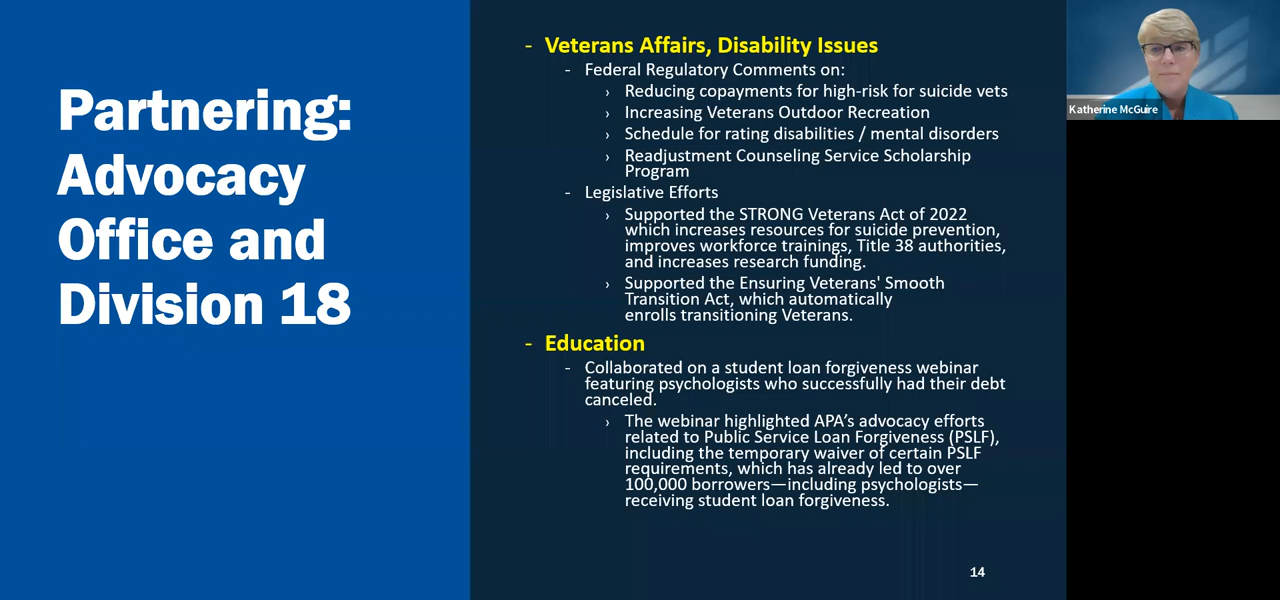 Partnering:
Advocacy
Office and
Division 18
- Veterans Affairs, Disability Issues
- Federal Regulatory Comments on:
› Reducing copayments for high-risk for suicide vets
› Increasing Veterans Outdoor Recreation
› Schedule for rating disabilities / mental disorders
› Readjustment Counseling Service Scholarship
Program
- Legislative Efforts
› Supported the STRONG Veterans Act of 2022
which increases resources for suicide prevention,
improves workforce trainings, Title 38 authorities,
and increases research funding.
› Supported the Ensuring Veterans' Smooth
Transition Act, which automatically
enrolls transitioning Veterans.
- Education
- Collaborated on a student loan forgiveness webinar
featuring psychologists who successfully had their debt
canceled.
› The webinar highlighted APA’s advocacy efforts
related to Public Service Loan Forgiveness (PSLF),
including the temporary waiver of certain PSLF
requirements, which has already led to over
100,000 borrowers—including psychologists—
receiving student loan forgiveness.
14
Katherine McGuire